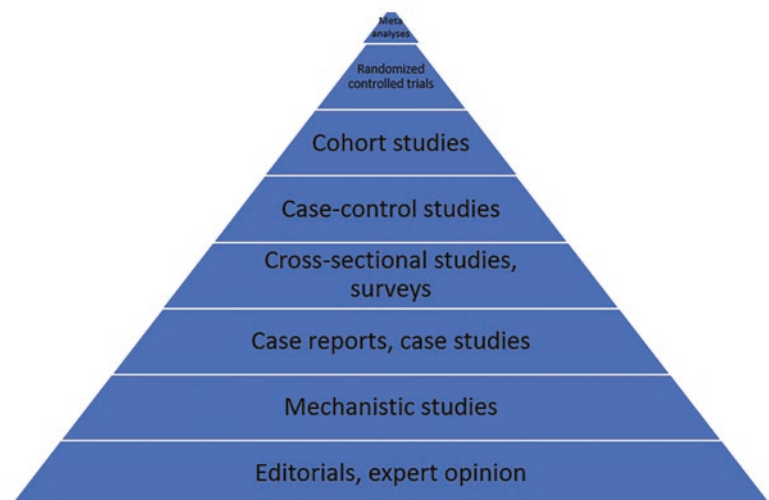 Meta
analyses
Randomized
controlled trials
Cohort studies
Case-control studies
Cross-sectional studies,
surveys
Case reports, case studies
Mechanistic studies
Editorials, expert opinion